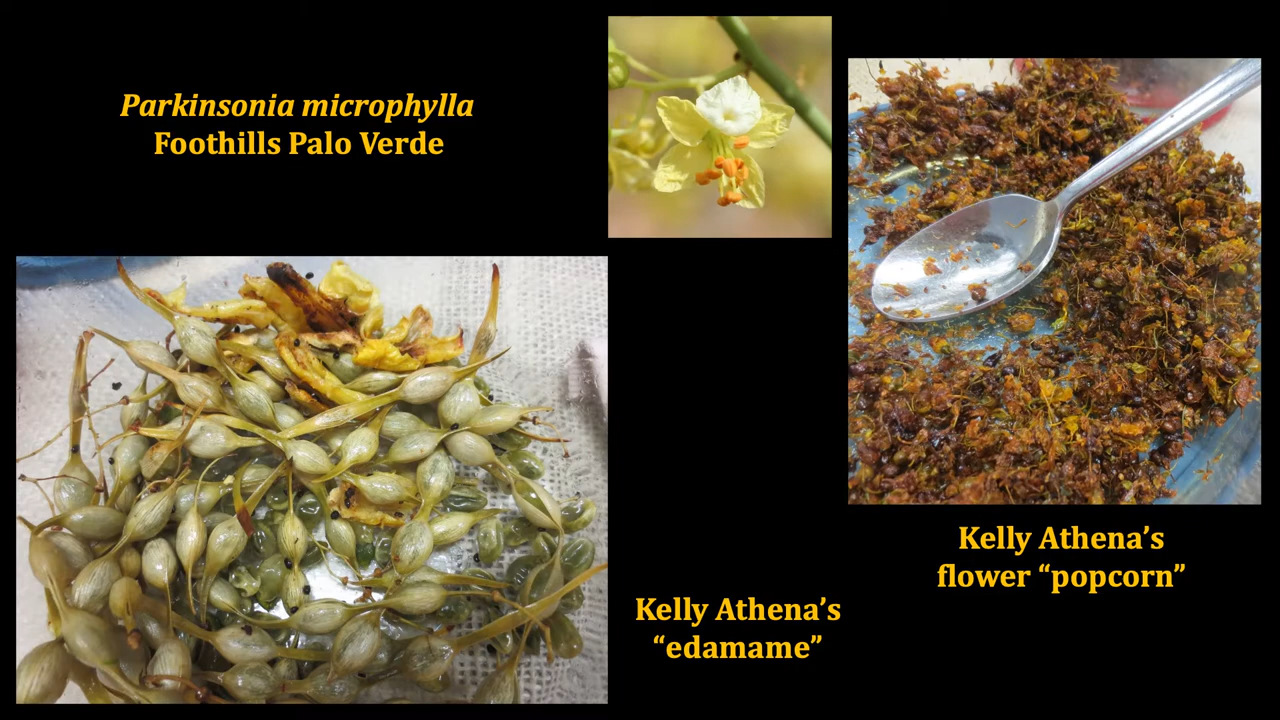 Parkinsonia microphylla
Foothills Palo Verde
Kelly Athena’s
flower “popcorn”
Kelly Athena’s
“edamame”